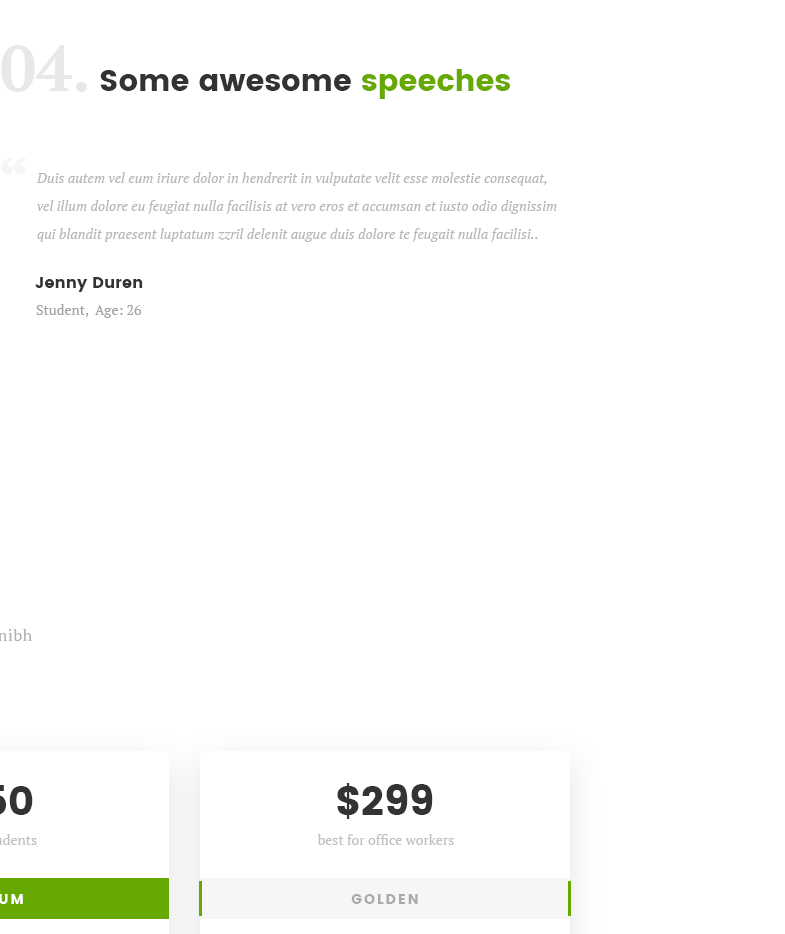 04. Some awesome speeches
“
Duis autem vel eum iriure dolor in hendrerit in vulputate velit esse molestie consequat,
vel illum dolore eu feugiat nulla facilisis at vero eros et accumsan et iusto odio dignissim
qui blandit praesent luptatum zzril delenit augue duis dolore te feugait nulla facilisi..
Jenny Duren
Student, Age: 26
nibh
50
$299
udents
best for office workers
UM
GOLDEN